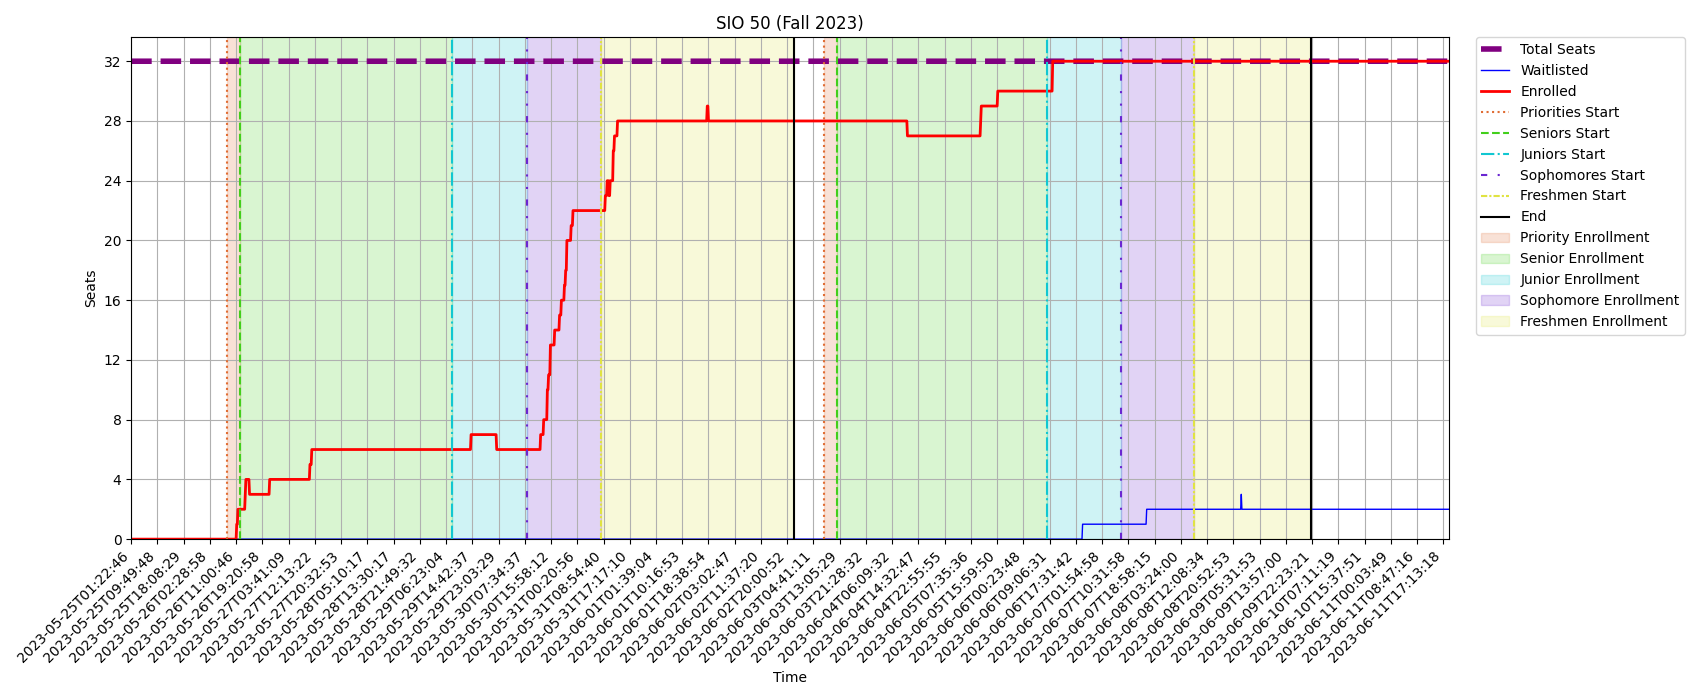 SIO 50 (Fall 2023)
Seats
32
28
24
20
16
12
8
4
0
2023-05-25T01:22:46
2023-05-25T09:49:48
2023-05-25T18:08:29
2023-05-26T02:28:58
2023-05-26T11:00:46
2023-05-26T19:20:58
2023-05-27T03:41:09
2023-05-27T12:13:22
2023-05-27T20:32:53
2023-05-28T05:10:17
2023-05-28T13:30:17
2023-05-28T21:49:32
2023-05-29T06:23:04
2023-05-29T14:42:37
2023-05-29T23:03:29
2023-05-30T07:34:37
2023-05-30T15:58:12
2023-05-31T00:20:56
2023-05-31T08:54:40
2023-05-31T17:17:10
2023-06-01T01:39:04
2023-06-01T10:16:53
2023-06-01T18:38:54
2023-06-02T03:02:47
2023-06-02T11:37:20
2023-06-02T20:00:52
2023-06-03T04:41:11
2023-06-03T13:05:29
2023-06-03T21:28:32
2023-06-04T06:09:32
2023-06-04T14:32:47
2023-06-04T22:55:55
2023-06-05T07:35:36
2023-06-05T15:59:50
2023-06-06T00:23:48
2023-06-06T09:06:31
2023-06-06T17:31:42
2023-06-07T01:54:58
2023-06-07T10:31:58
2023-06-07T18:58:15
2023-06-08T03:24:00
2023-06-08T12:08:34
2023-06-08T20:52:53
2023-06-09T05:31:53
2023-06-09T13:57:00
2023-06-09T22:23:21
2023-06-10T07:11:19
2023-06-10T15:37:51
2023-06-11T00:03:49
2023-06-11T08:47:16
2023-06-11T17:13:18
Time
Total Seats
Waitlisted
Enrolled
Priorities Start
Seniors Start
Juniors Start
Sophomores Start
Freshmen Start
End
Priority Enrollment
Senior Enrollment
Junior Enrollment
Sophomore Enrollment
Freshmen Enrollment